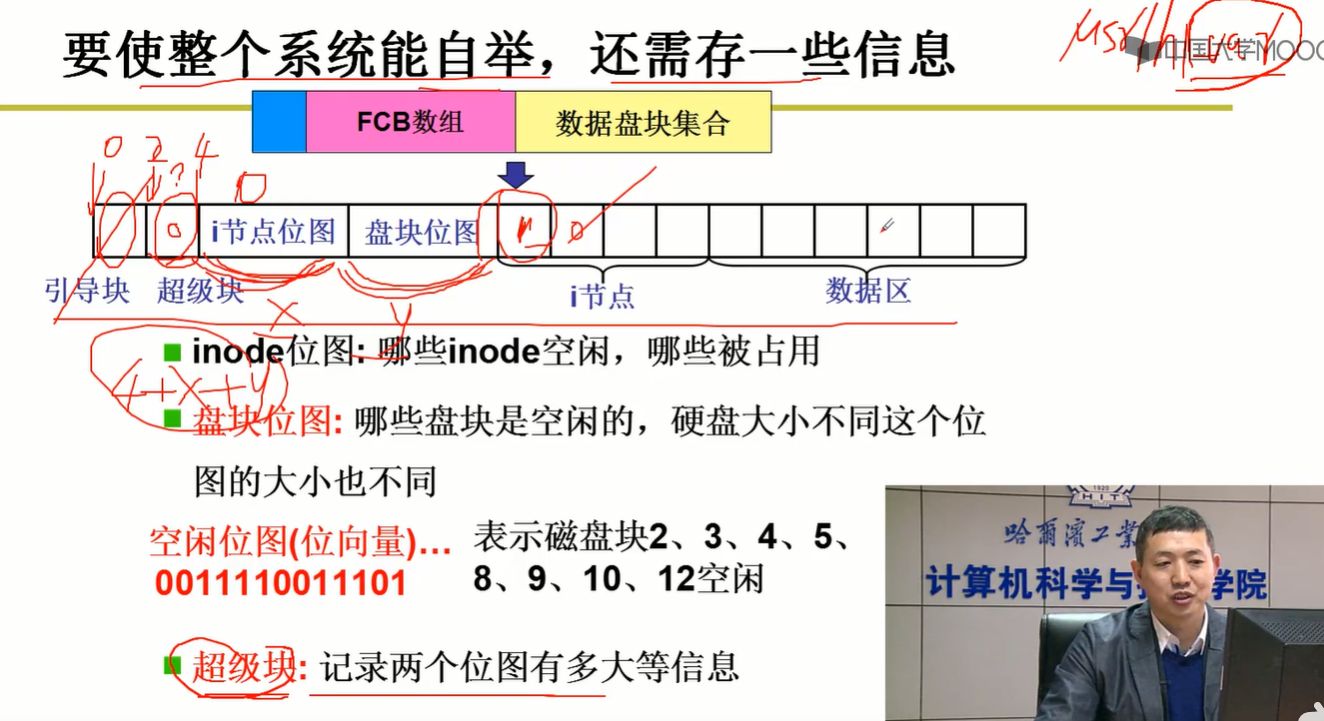 要使整个系统能自举，还需存一些信息
中国大学MOOC
FCB数组 数据盘块集合
0 2 4
i节点位图 盘块位图
引导块 超级块 i节点 数据区
x y
inode位图: 哪些inode空闲，哪些被占用
4+x+y
盘块位图: 哪些盘块是空闲的，硬盘大小不同这个位
图的大小也不同
空闲位图(位向量)… 表示磁盘块2、3、4、5、
0011110011101 8、9、10、12空闲
超级块: 记录两个位图有多大等信息
1920
HIT
哈爾濱工業
计算机科学与 学院